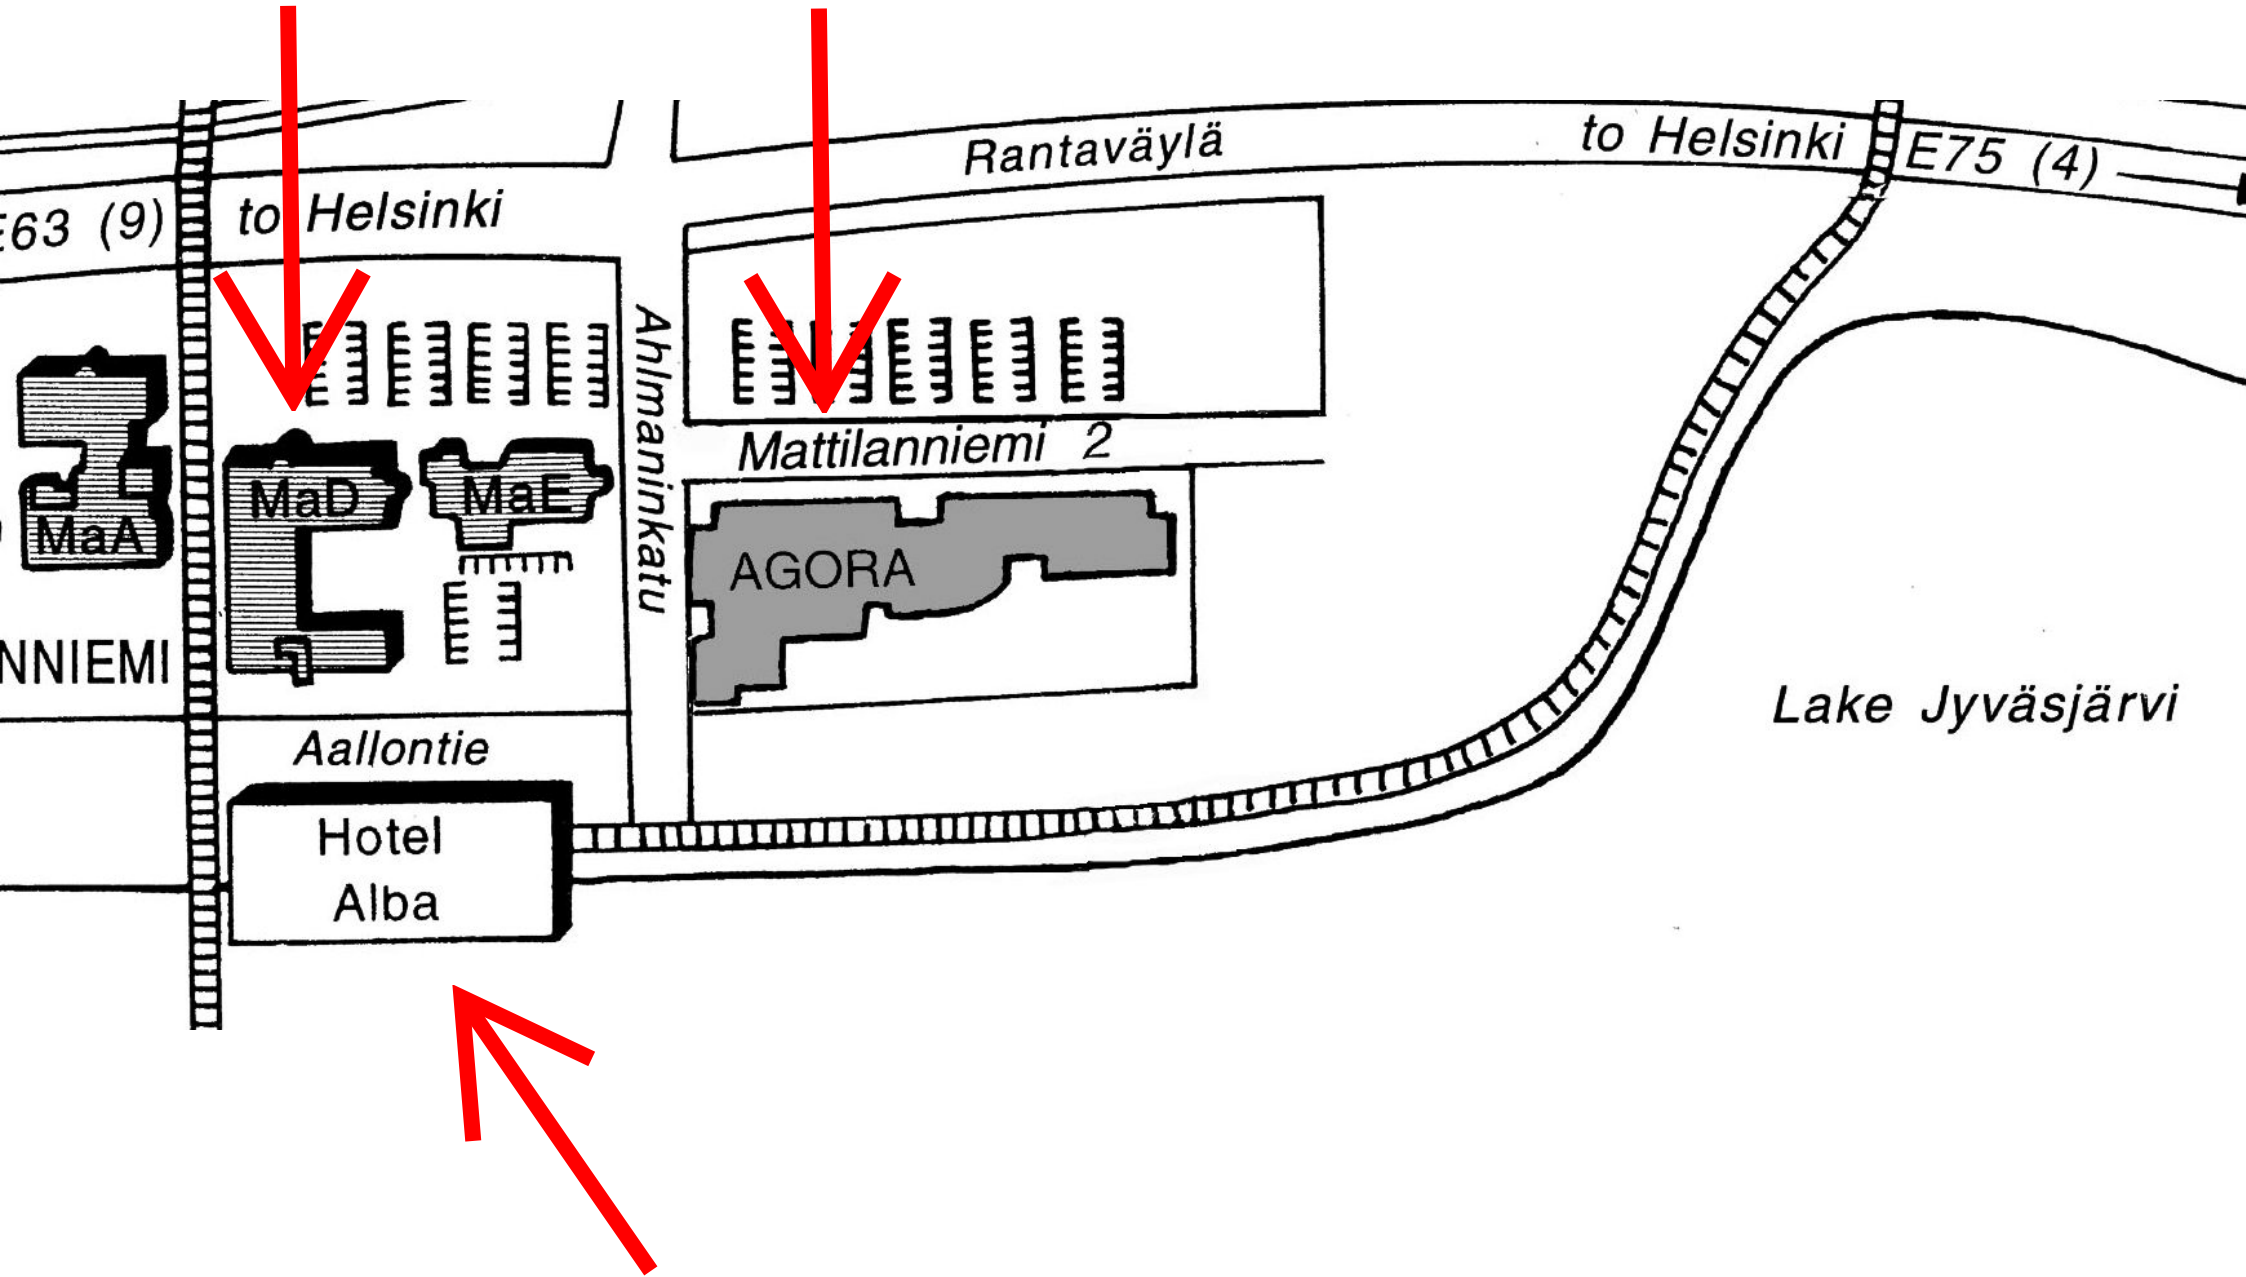 Rantaväylä
to Helsinki
E75 (4)
E63 (9)
to Helsinki
Ahlmaninkatu
Mattilanniemi 2
MaD
MaE
MaA
AGORA
NNIEMI
Lake Jyväsjärvi
Aallontie
Hotel
Alba